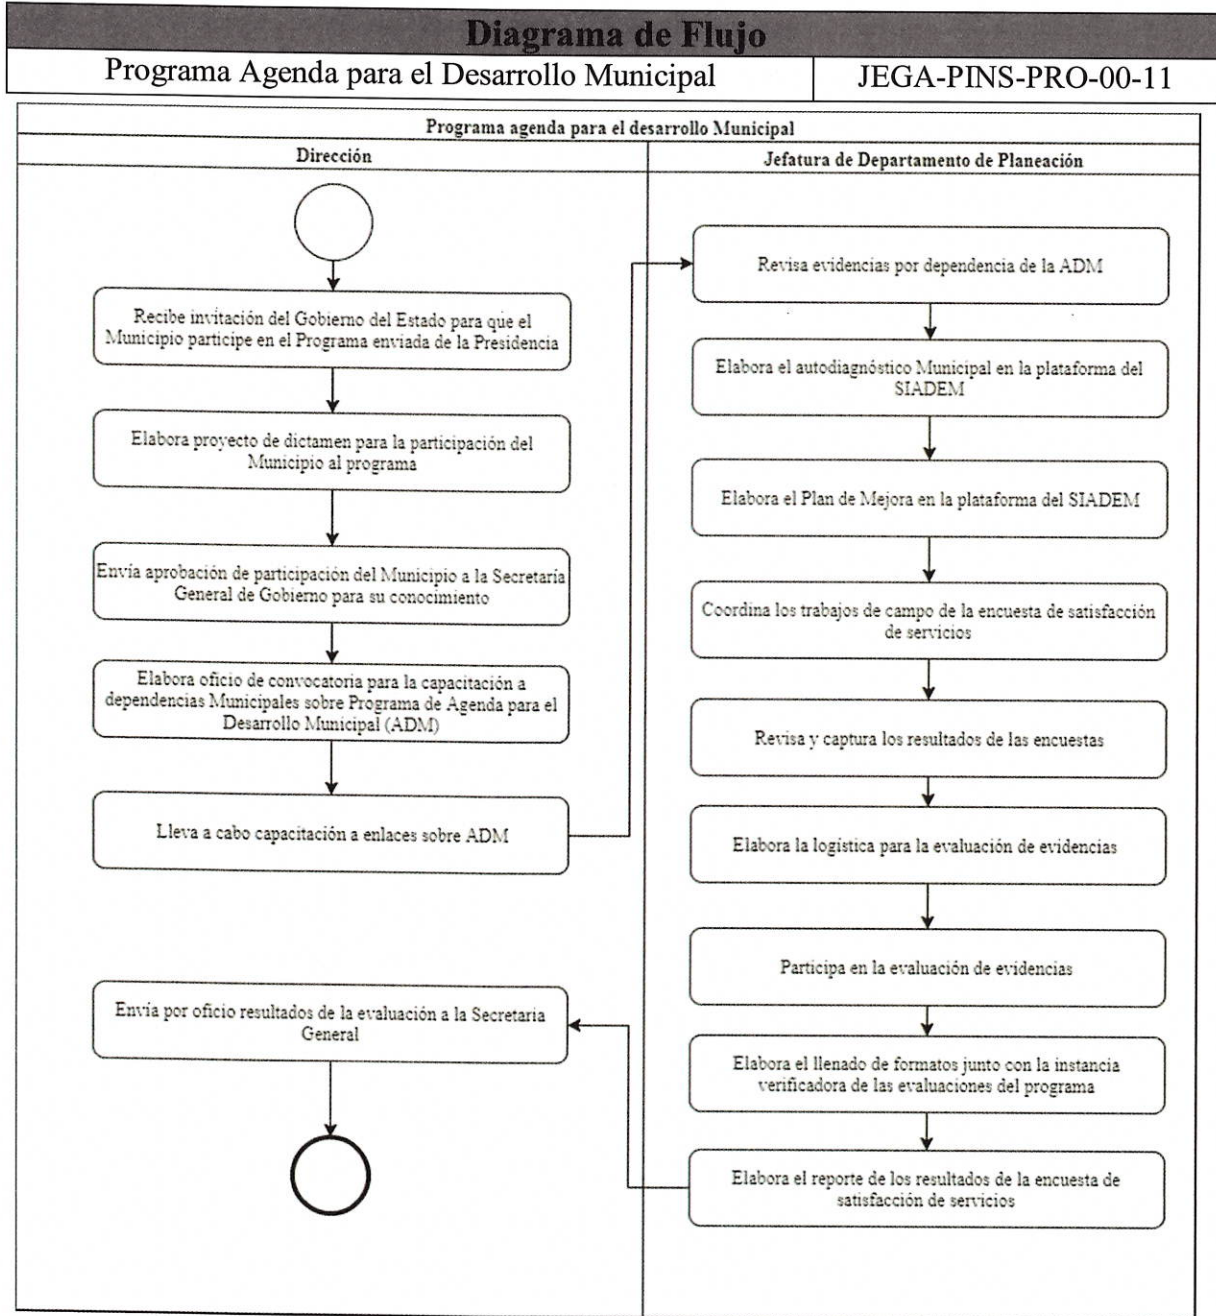 Diagrama de Flujo
Programa Agenda para el Desarrollo Municipal
JEGA-PINS-PRO-00-11
Programa agenda para el desarrollo Municipal
Dirección
Jefatura de Departamento de Planeación
Recibe invitación del Gobierno del Estado para que el
Municipio participe en el Programa enviada de la Presidencia
Elabora proyecto de dictamen para la participación del
Municipio al programa
Envía aprobación de participación del Municipio a la Secretaría
General de Gobierno para su conocimiento
Elabora oficio de convocatoria para la capacitación a
dependencias Municipales sobre Programa de Agenda para el
Desarrollo Municipal (ADM)
Lleva a cabo capacitación a enlaces sobre ADM
Revisa evidencias por dependencia de la ADM
Elabora el autodiagnóstico Municipal en la plataforma del
SIADEM
Elabora el Plan de Mejora en la plataforma del SIADEM
Coordina los trabajos de campo de la encuesta de satisfacción
de servicios
Revisa y captura los resultados de las encuestas
Elabora la logística para la evaluación de evidencias
Participa en la evaluación de evidencias
Elabora el llenado de formatos junto con la instancia
verificadora de las evaluaciones del programa
Elabora el reporte de los resultados de la encuesta de
satisfacción de servicios
Envía por oficio resultados de la evaluación a la Secretaria
General